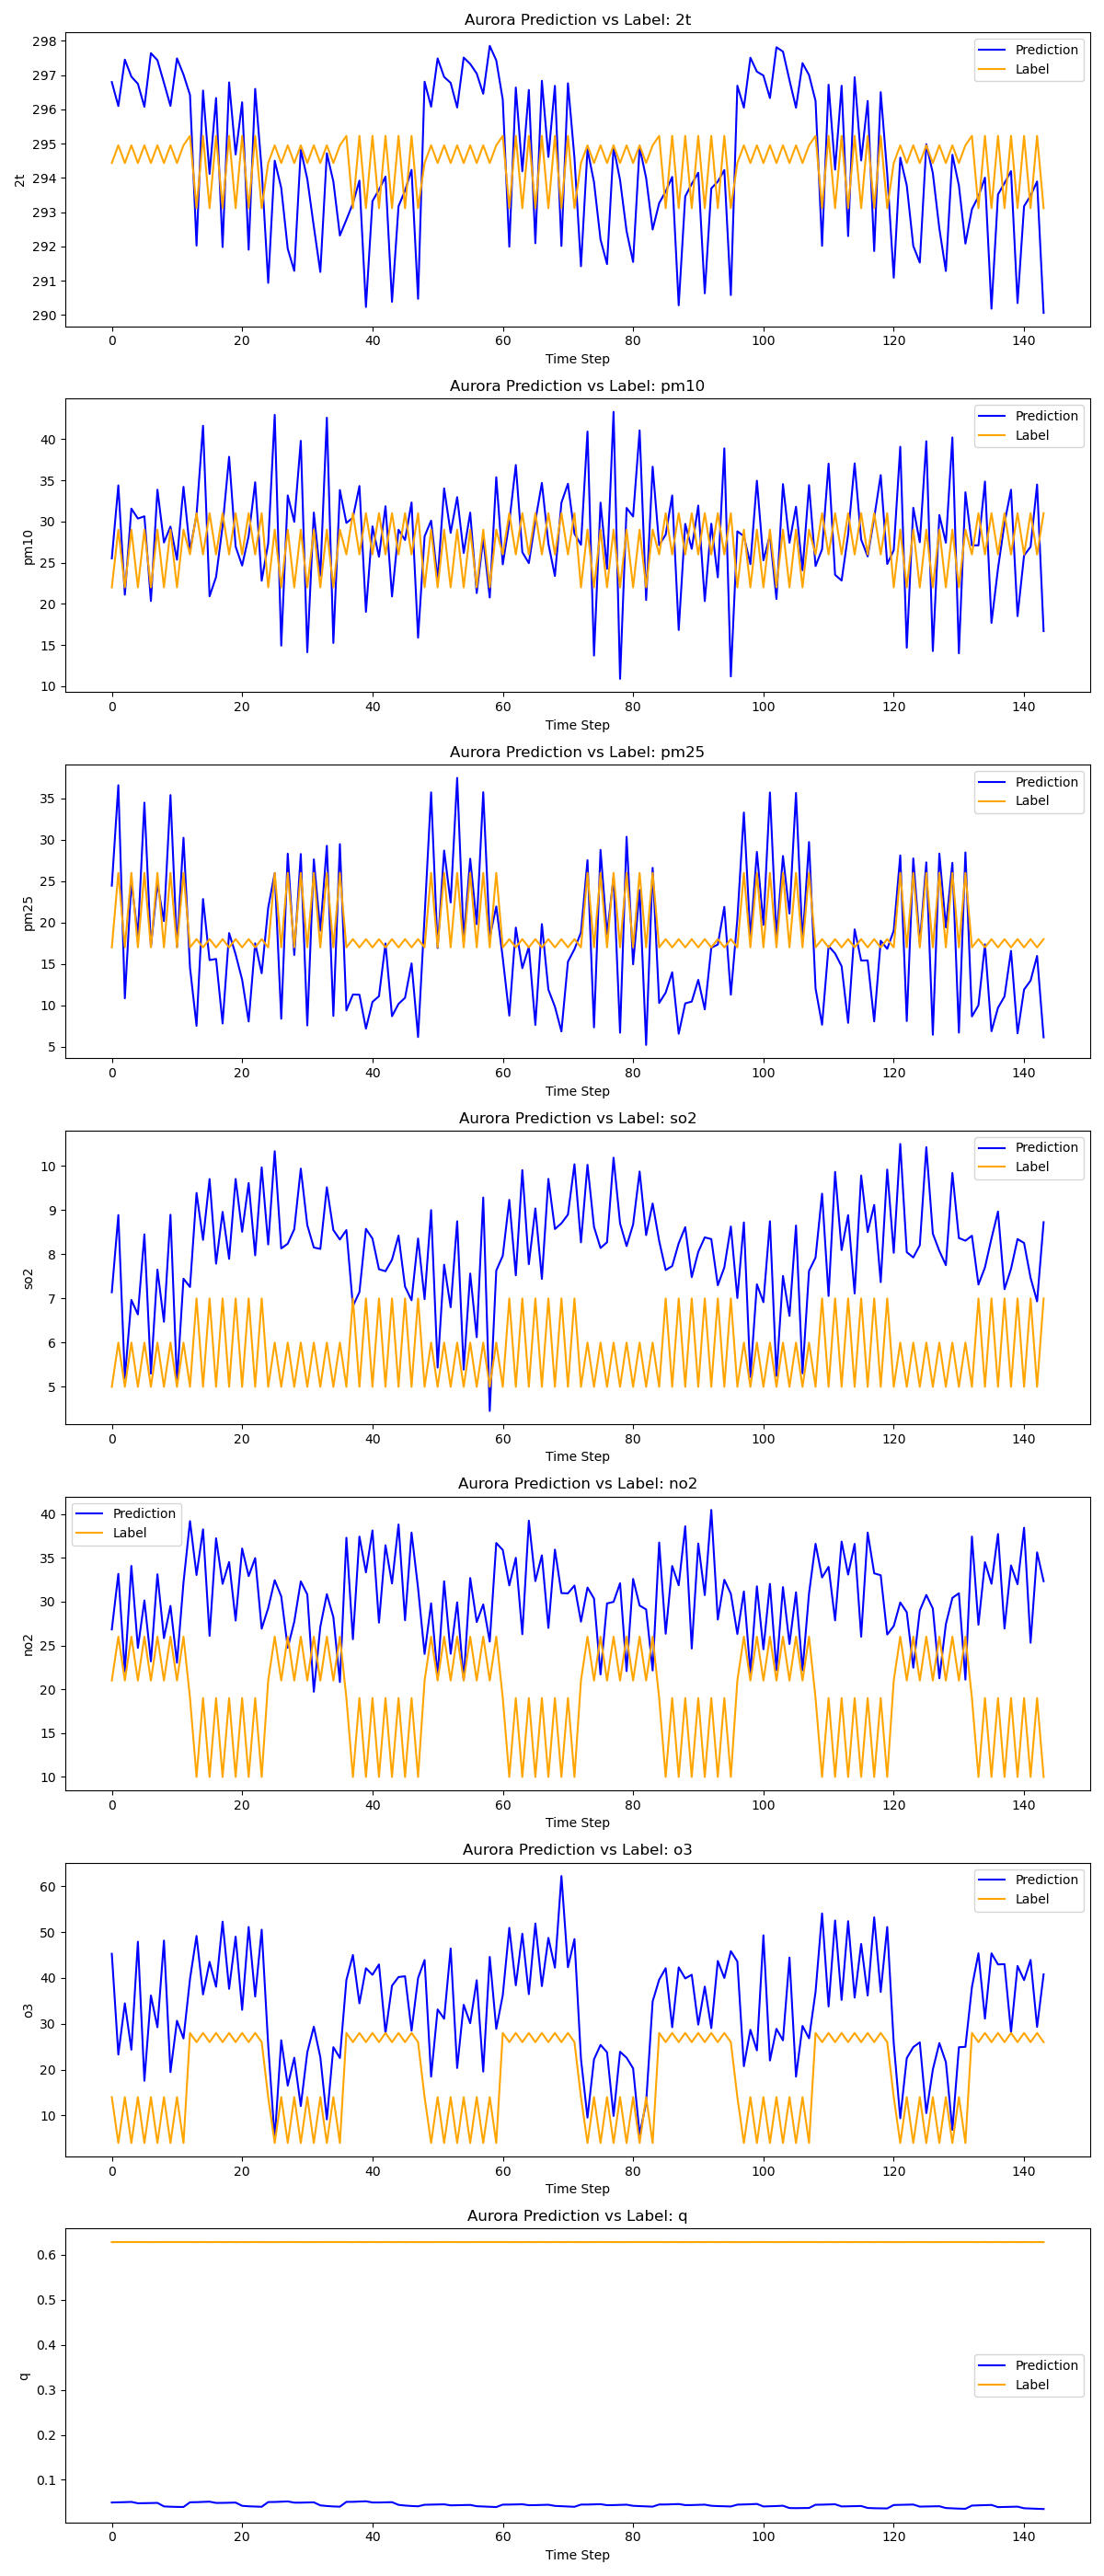 Aurora Prediction vs Label: 2t
298
297
296
295
294
293
292
291
290
2t
Prediction
Label
0 20 40 60 80 100 120 140
Time Step
Aurora Prediction vs Label: pm10
40
35
30
25
20
15
10
pm10
Prediction
Label
0 20 40 60 80 100 120 140
Time Step
Aurora Prediction vs Label: pm25
35
30
25
20
15
10
5
pm25
Prediction
Label
0 20 40 60 80 100 120 140
Time Step
Aurora Prediction vs Label: so2
10
9
8
7
6
5
so2
Prediction
Label
0 20 40 60 80 100 120 140
Time Step
Aurora Prediction vs Label: no2
40
35
30
25
20
15
10
no2
Prediction
Label
0 20 40 60 80 100 120 140
Time Step
Aurora Prediction vs Label: o3
60
50
40
30
20
10
o3
Prediction
Label
0 20 40 60 80 100 120 140
Time Step
Aurora Prediction vs Label: q
0.6
0.5
0.4
0.3
0.2
0.1
q
Prediction
Label
0 20 40 60 80 100 120 140
Time Step